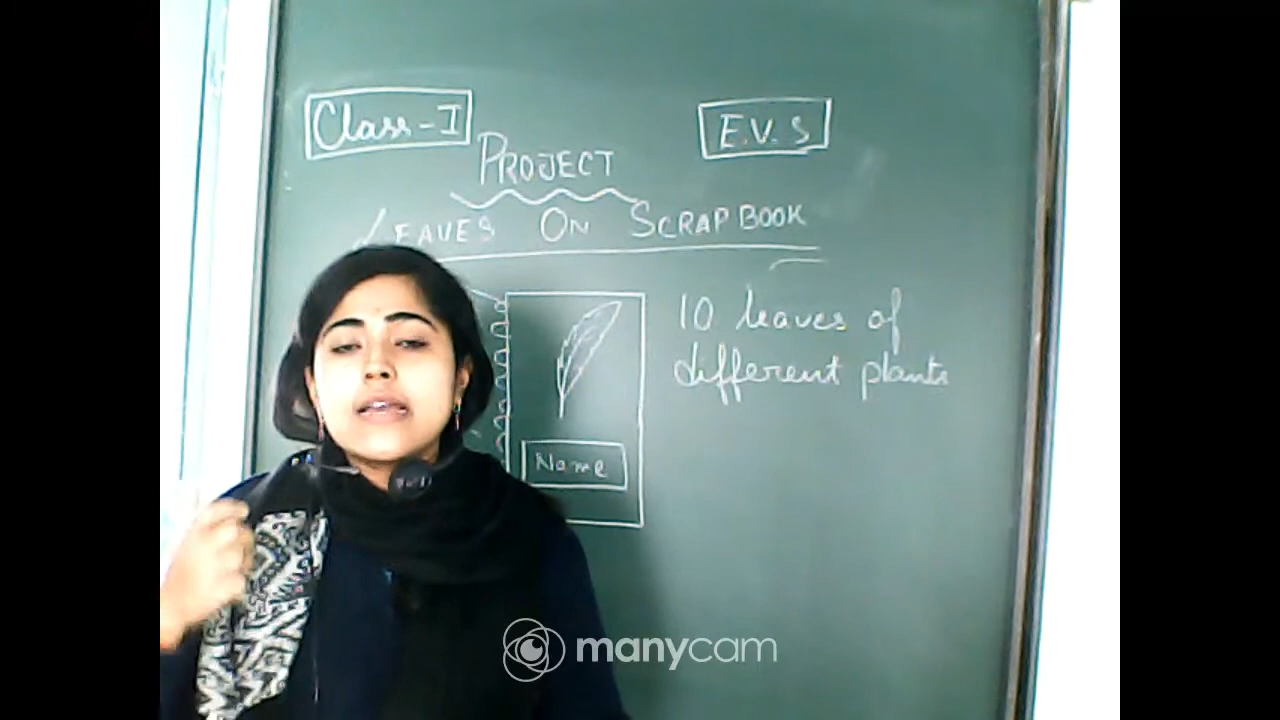 Class-I
E.V.S
PROJECT
LEAVES ON SCRAPBOOK
10 leaves of
different plants
Name
manycam